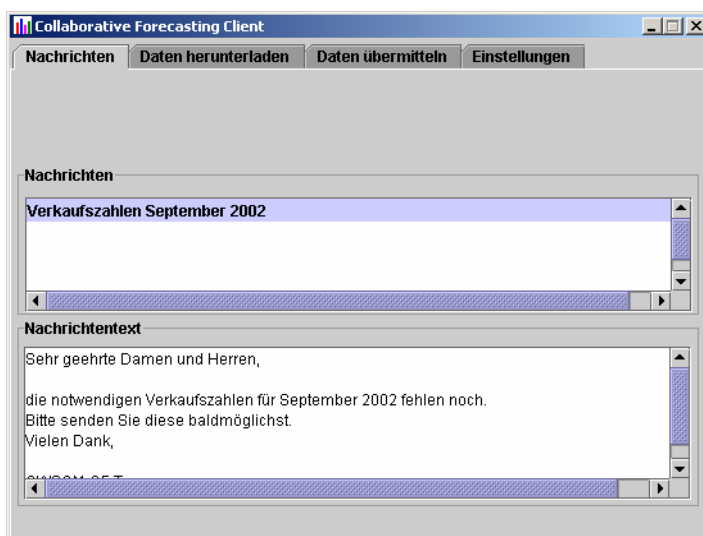 Collaborative Forecasting Client
Nachrichten Daten herunterladen Daten übermitteln Einstellungen
Nachrichten
Verkaufszahlen September 2002
Nachrichtentext
Sehr geehrte Damen und Herren,
die notwendigen Verkaufszahlen für September 2002 fehlen noch.
Bitte senden Sie diese baldmöglichst.
Vielen Dank,